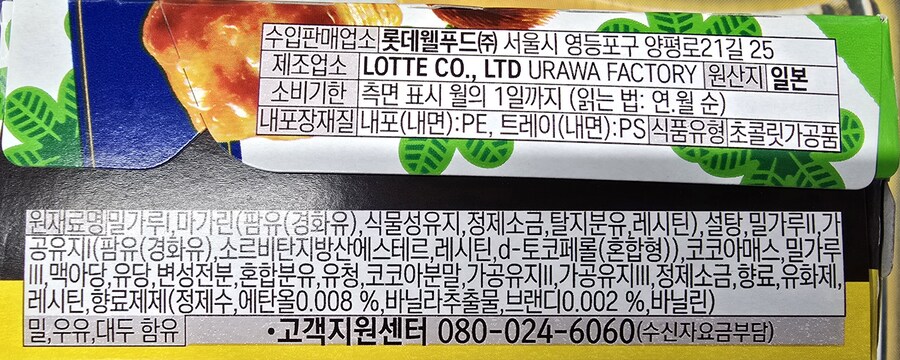 수입판매업소 롯데웰푸드(주) 서울시 영등포구 양평로21길 25
제조업소 LOTTE CO., LTD URAWA FACTORY 원산지 일본
소비기한 측면 표시 월의 1일까지 (읽는 법: 연.월 순)
내포장재질 내포(내면):PE, 트레이(내면):PS 식품유형 초콜릿가공품
원재료명 밀가루I,마가린(팜유(경화유),식물성유지,정제소금,탈지분유,레시틴),설탕,밀가루II,가
공유지I(팜유(경화유),소르비탄지방산에스테르,레시틴,d-토코페롤(혼합형)),코코아매스,밀가루
III,맥아당,유당,변성전분,혼합분유,유청,코코아분말,가공유지II,가공유지III,정제소금,향료,유화제,
레시틴,향료제제(정제수,에탄올0.008 %,바닐라추출물,브랜디0.002 %,바닐린)
밀,우유,대두 함유 •고객지원센터 080-024-6060(수신자요금부담)